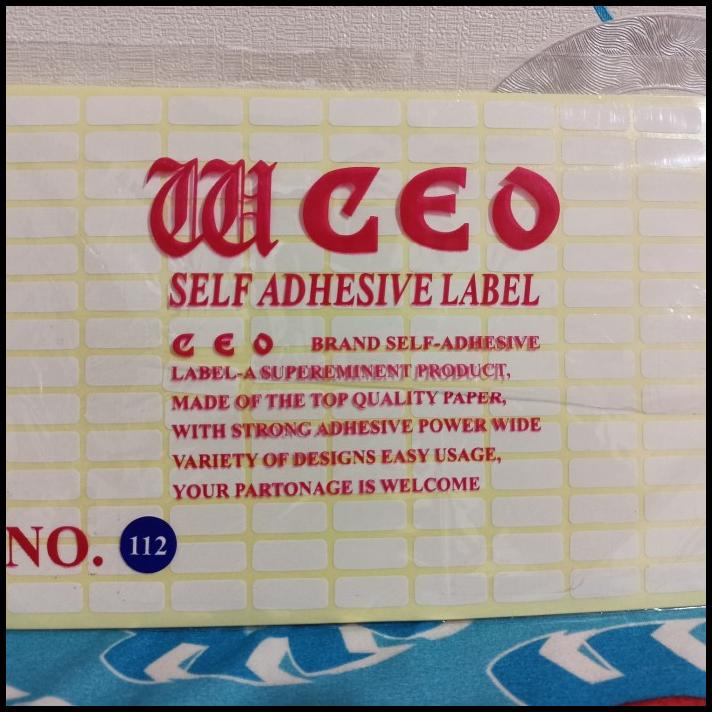 W CEO
SELF ADHESIVE LABEL
CEO BRAND SELF-ADHESIVE
LABEL-A SUPEREMINENT PRODUCT,
MADE OF THE TOP QUALITY PAPER,
WITH STRONG ADHESIVE POWER WIDE
VARIETY OF DESIGNS EASY USAGE,
YOUR PARTONAGE IS WELCOME
NO. 112